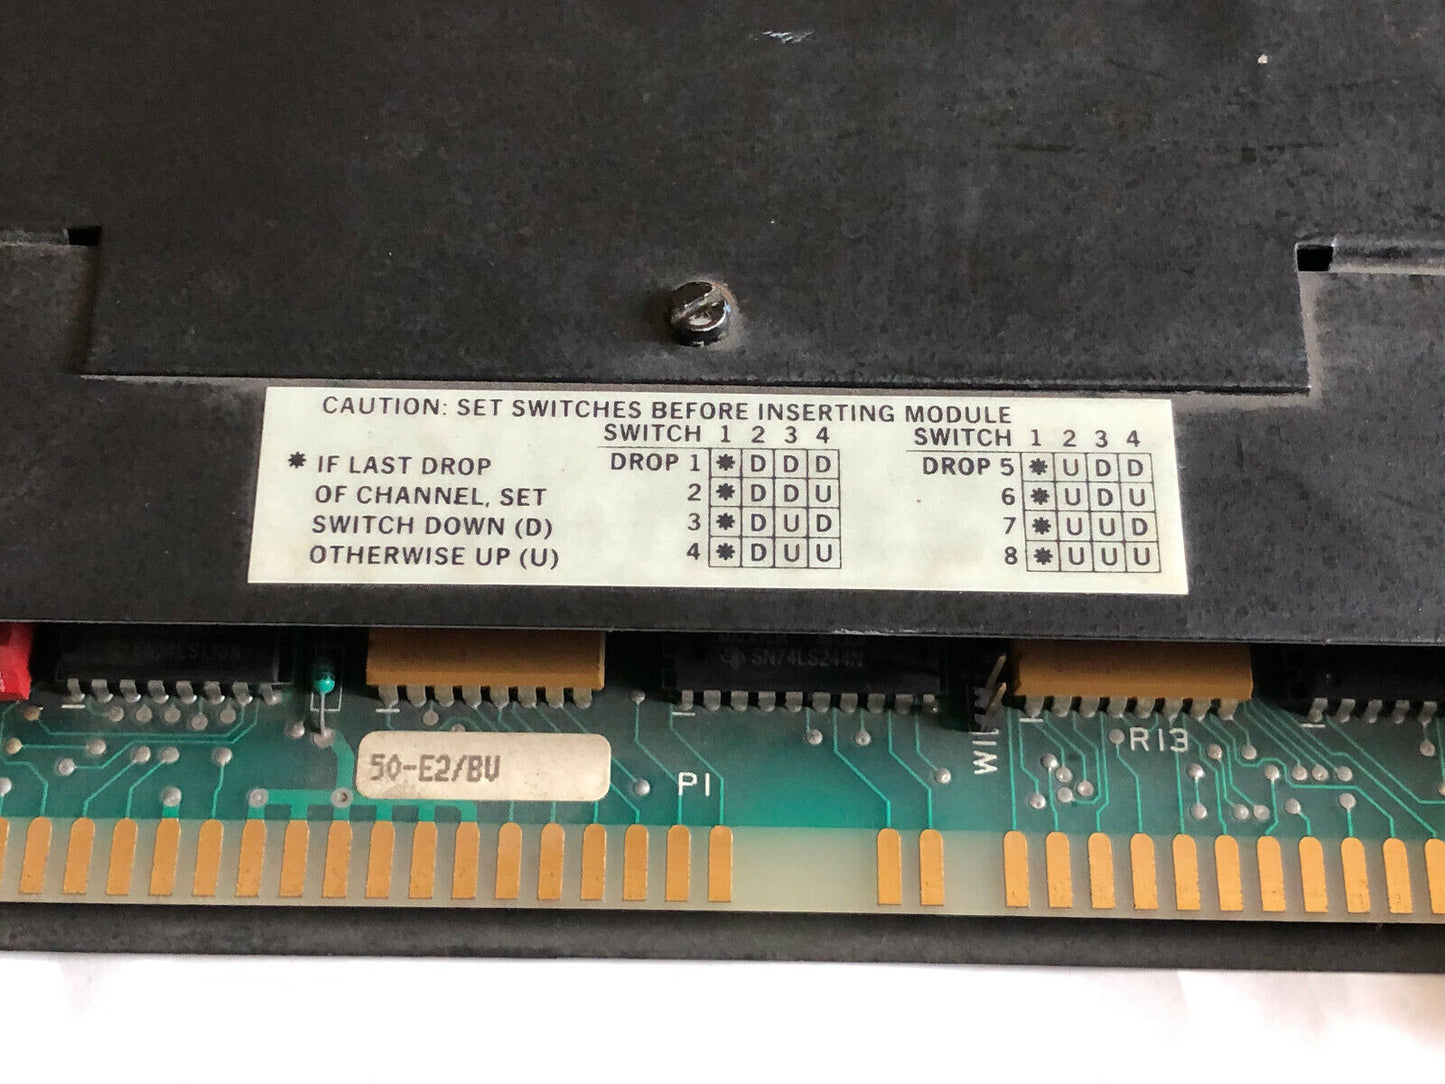 CAUTION: SET SWITCHES BEFORE INSERTING MODULE
SWITCH 1 2 3 4 SWITCH 1 2 3 4
* IF LAST DROP DROP 1 * D D D DROP 5 * U D D
OF CHANNEL, SET 2 * D D U 6 * U D U
SWITCH DOWN (D) 3 * D U D 7 * U U D
OTHERWISE UP (U) 4 * D U U 8 * U U U
SN74LS244N
50-E2/BV
P1
R13